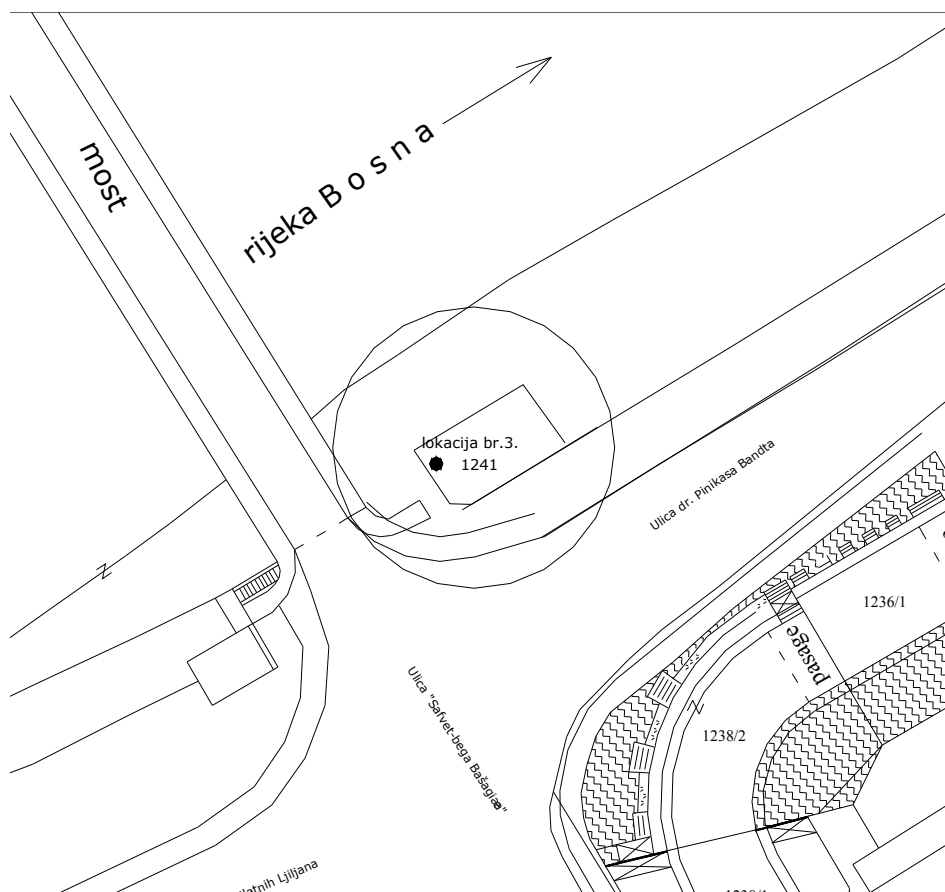 most
rijeka B o s n a
lokacija br.3.
1241
Ulica dr. Pinikasa Bandta
1236/1
pasage
1238/2
Ulica "Safvet-bega Bašagića"
Ljiljana